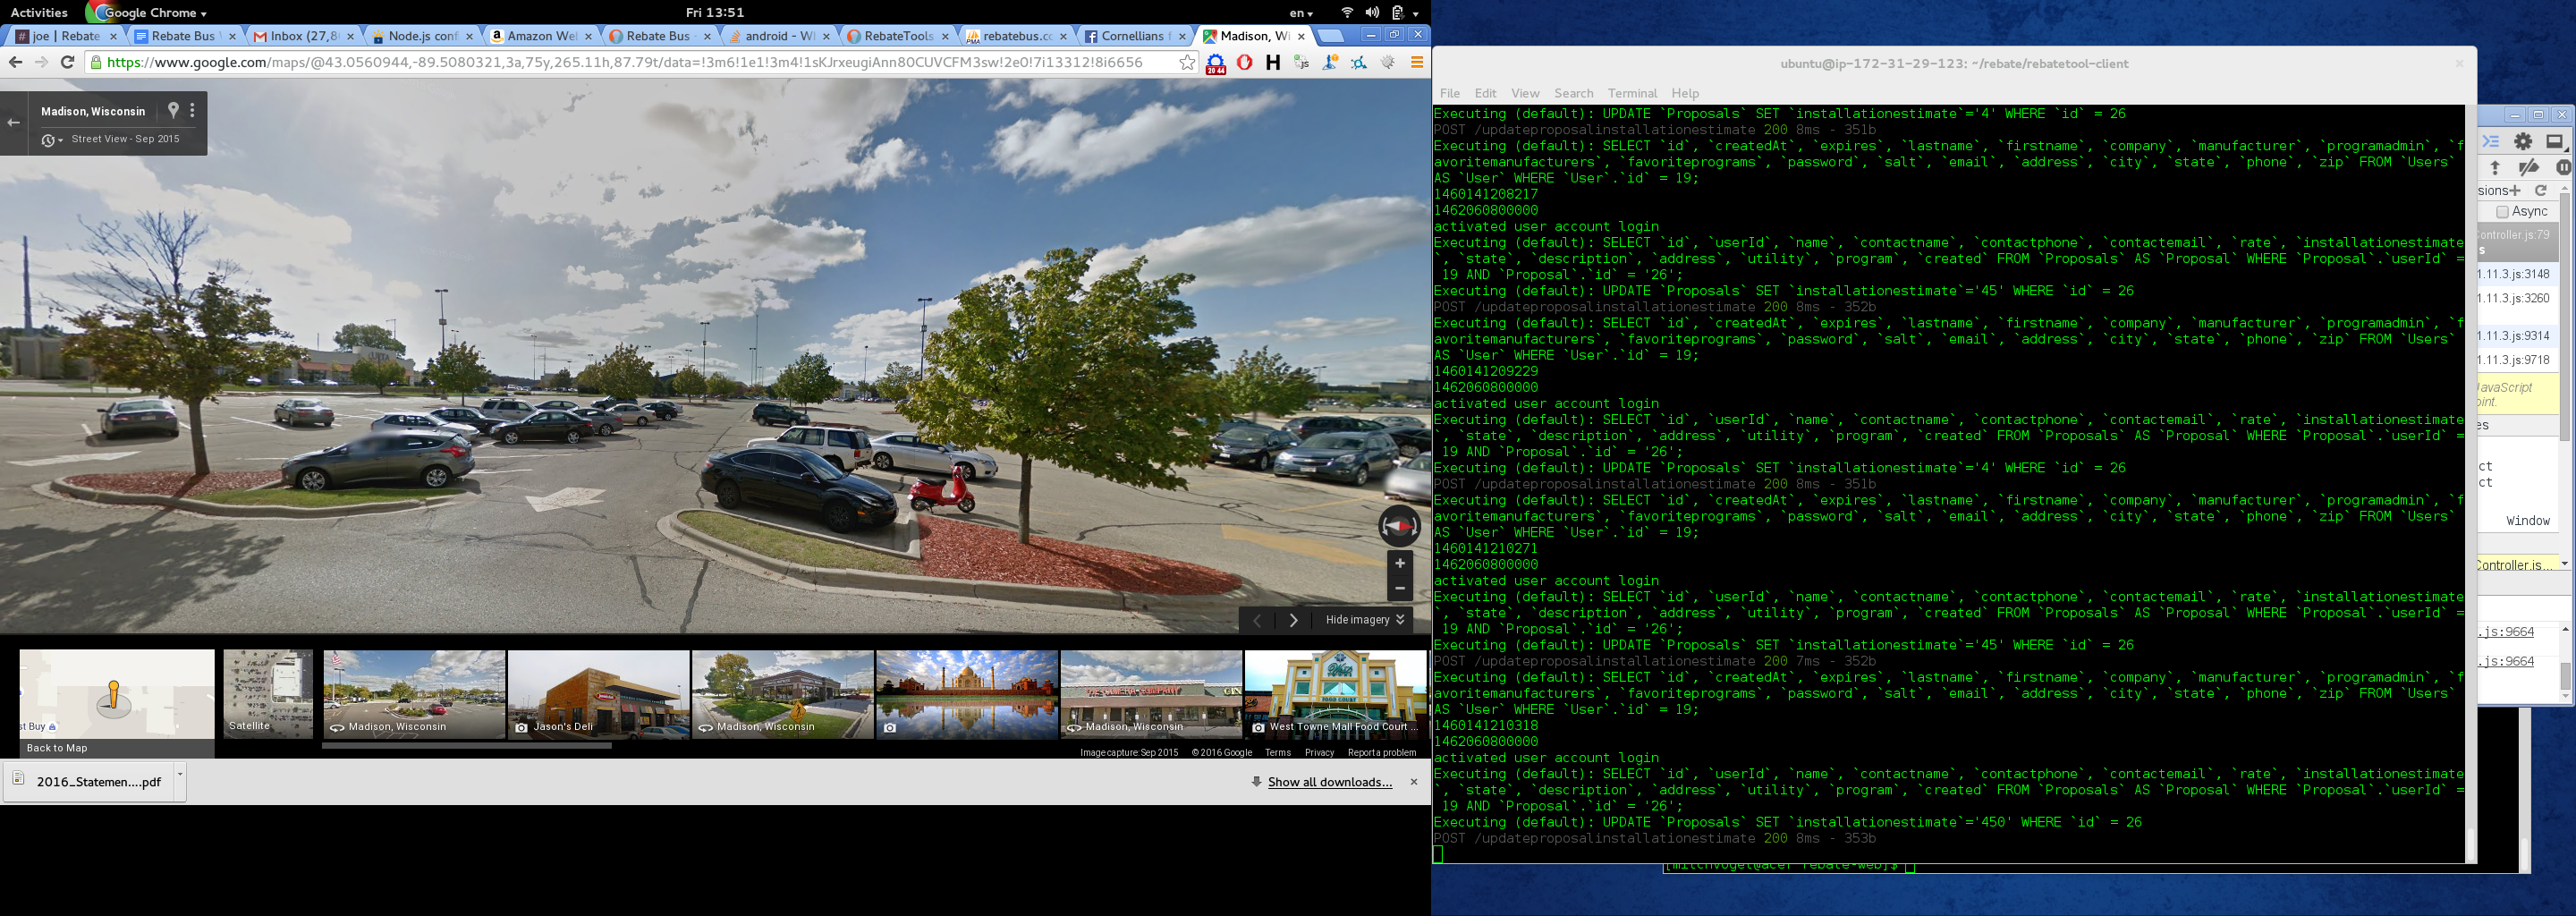 Activities
Google Chrome
Fri 13:51
en
joe | Rebate
Rebate Bus
Inbox (27,8
Node.js conf
Amazon We
Rebate Bus
android - W
RebateTools
rebatebus.co
Cornellians f
Madison, Wi
https://www.google.com/maps/@43.0560944,-89.5080321,3a,75y,265.11h,87.79t/data=!3m6!1e1!3m4!1sKJrxeugiAnn80CUVCFM3sw!2e0!7i13312!8i6656
20 44
Madison, Wisconsin
Street View - Sep 2015
Hide imagery
st Buy
Back to Map
Satellite
Madison, Wisconsin
Jason's Deli
Madison, Wisconsin
Madison, Wisconsin
West Towne Mall Food Court ...
Image capture: Sep 2015 © 2016 Google Terms Privacy Report a problem
2016_Statemen....pdf
Show all downloads...
ubuntu@ip-172-31-29-123: ~/rebate/rebatetool-client
File Edit View Search Terminal Help
Executing (default): UPDATE `Proposals` SET `installationestimate`='4' WHERE `id` = 26
POST /updateproposalinstallationestimate 200 8ms - 351b
Executing (default): SELECT `id`, `createdAt`, `expires`, `lastname`, `firstname`, `company`, `manufacturer`, `programadmin`, `f
avoritemanufacturers`, `favoriteprograms`, `password`, `salt`, `email`, `address`, `city`, `state`, `phone`, `zip` FROM `Users`
AS `User` WHERE `User`.`id` = 19;
1460141208217
1462060800000
activated user account login
Executing (default): SELECT `id`, `userId`, `name`, `contactname`, `contactphone`, `contactemail`, `rate`, `installationestimate
`, `state`, `description`, `address`, `utility`, `program`, `created` FROM `Proposals` AS `Proposal` WHERE `Proposal`.`userId` =
19 AND `Proposal`.`id` = '26';
Executing (default): UPDATE `Proposals` SET `installationestimate`='45' WHERE `id` = 26
POST /updateproposalinstallationestimate 200 8ms - 352b
Executing (default): SELECT `id`, `createdAt`, `expires`, `lastname`, `firstname`, `company`, `manufacturer`, `programadmin`, `f
avoritemanufacturers`, `favoriteprograms`, `password`, `salt`, `email`, `address`, `city`, `state`, `phone`, `zip` FROM `Users`
AS `User` WHERE `User`.`id` = 19;
1460141209229
1462060800000
activated user account login
Executing (default): SELECT `id`, `userId`, `name`, `contactname`, `contactphone`, `contactemail`, `rate`, `installationestimate
`, `state`, `description`, `address`, `utility`, `program`, `created` FROM `Proposals` AS `Proposal` WHERE `Proposal`.`userId` =
19 AND `Proposal`.`id` = '26';
Executing (default): UPDATE `Proposals` SET `installationestimate`='4' WHERE `id` = 26
POST /updateproposalinstallationestimate 200 8ms - 351b
Executing (default): SELECT `id`, `createdAt`, `expires`, `lastname`, `firstname`, `company`, `manufacturer`, `programadmin`, `f
avoritemanufacturers`, `favoriteprograms`, `password`, `salt`, `email`, `address`, `city`, `state`, `phone`, `zip` FROM `Users`
AS `User` WHERE `User`.`id` = 19;
1460141210271
1462060800000
activated user account login
Executing (default): SELECT `id`, `userId`, `name`, `contactname`, `contactphone`, `contactemail`, `rate`, `installationestimate
`, `state`, `description`, `address`, `utility`, `program`, `created` FROM `Proposals` AS `Proposal` WHERE `Proposal`.`userId` =
19 AND `Proposal`.`id` = '26';
Executing (default): UPDATE `Proposals` SET `installationestimate`='45' WHERE `id` = 26
POST /updateproposalinstallationestimate 200 7ms - 352b
Executing (default): SELECT `id`, `createdAt`, `expires`, `lastname`, `firstname`, `company`, `manufacturer`, `programadmin`, `f
avoritemanufacturers`, `favoriteprograms`, `password`, `salt`, `email`, `address`, `city`, `state`, `phone`, `zip` FROM `Users`
AS `User` WHERE `User`.`id` = 19;
1460141210318
1462060800000
activated user account login
Executing (default): SELECT `id`, `userId`, `name`, `contactname`, `contactphone`, `contactemail`, `rate`, `installationestimate
`, `state`, `description`, `address`, `utility`, `program`, `created` FROM `Proposals` AS `Proposal` WHERE `Proposal`.`userId` =
19 AND `Proposal`.`id` = '26';
Executing (default): UPDATE `Proposals` SET `installationestimate`='450' WHERE `id` = 26
POST /updateproposalinstallationestimate 200 8ms - 353b
[mitchvogel@acer rebate-web]$
sions
Async
Controller.js:79
s
1.11.3.js:3148
1.11.3.js:3260
1.11.3.js:9314
1.11.3.js:9718
JavaScript
oint.
es
ct
ct
Window
Controller.js...
.js:9664
.js:9664